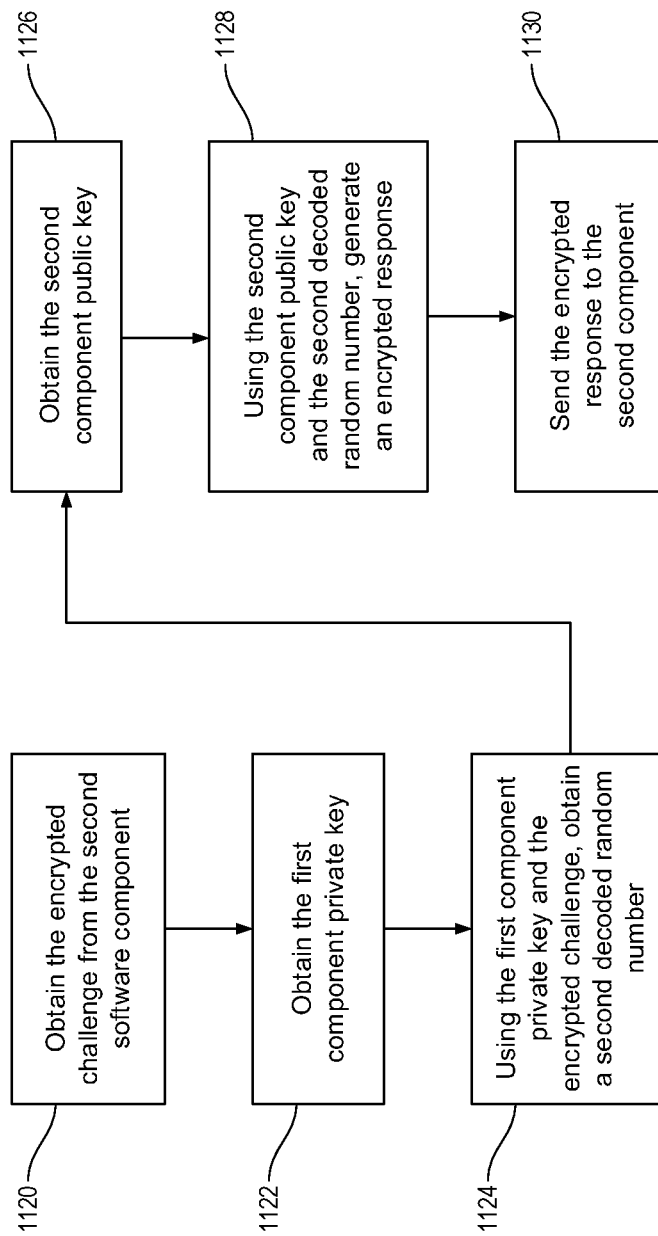 1120
Obtain the encrypted
challenge from the second
software component
1122
Obtain the first
component private key
1124
Using the first component
private key and the
encrypted challenge, obtain
a second decoded random
number
1126
Obtain the second
component public key
1128
Using the second
component public key
and the second decoded
random number, generate
an encrypted response
1130
Send the encrypted
response to the
second component